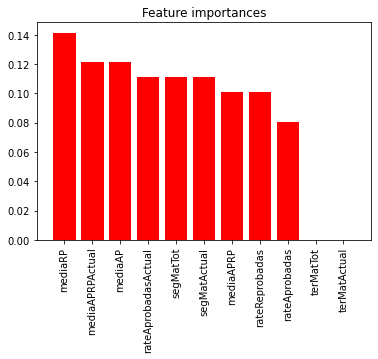 Feature importances
0.14
0.12
0.10
0.08
0.06
0.04
0.02
0.00
mediaRP
mediaAPRPActual
mediaAP
rateAprobadasActual
segMatTot
segMatActual
mediaAPRP
rateReprobadas
rateAprobadas
terMatTot
terMatActual